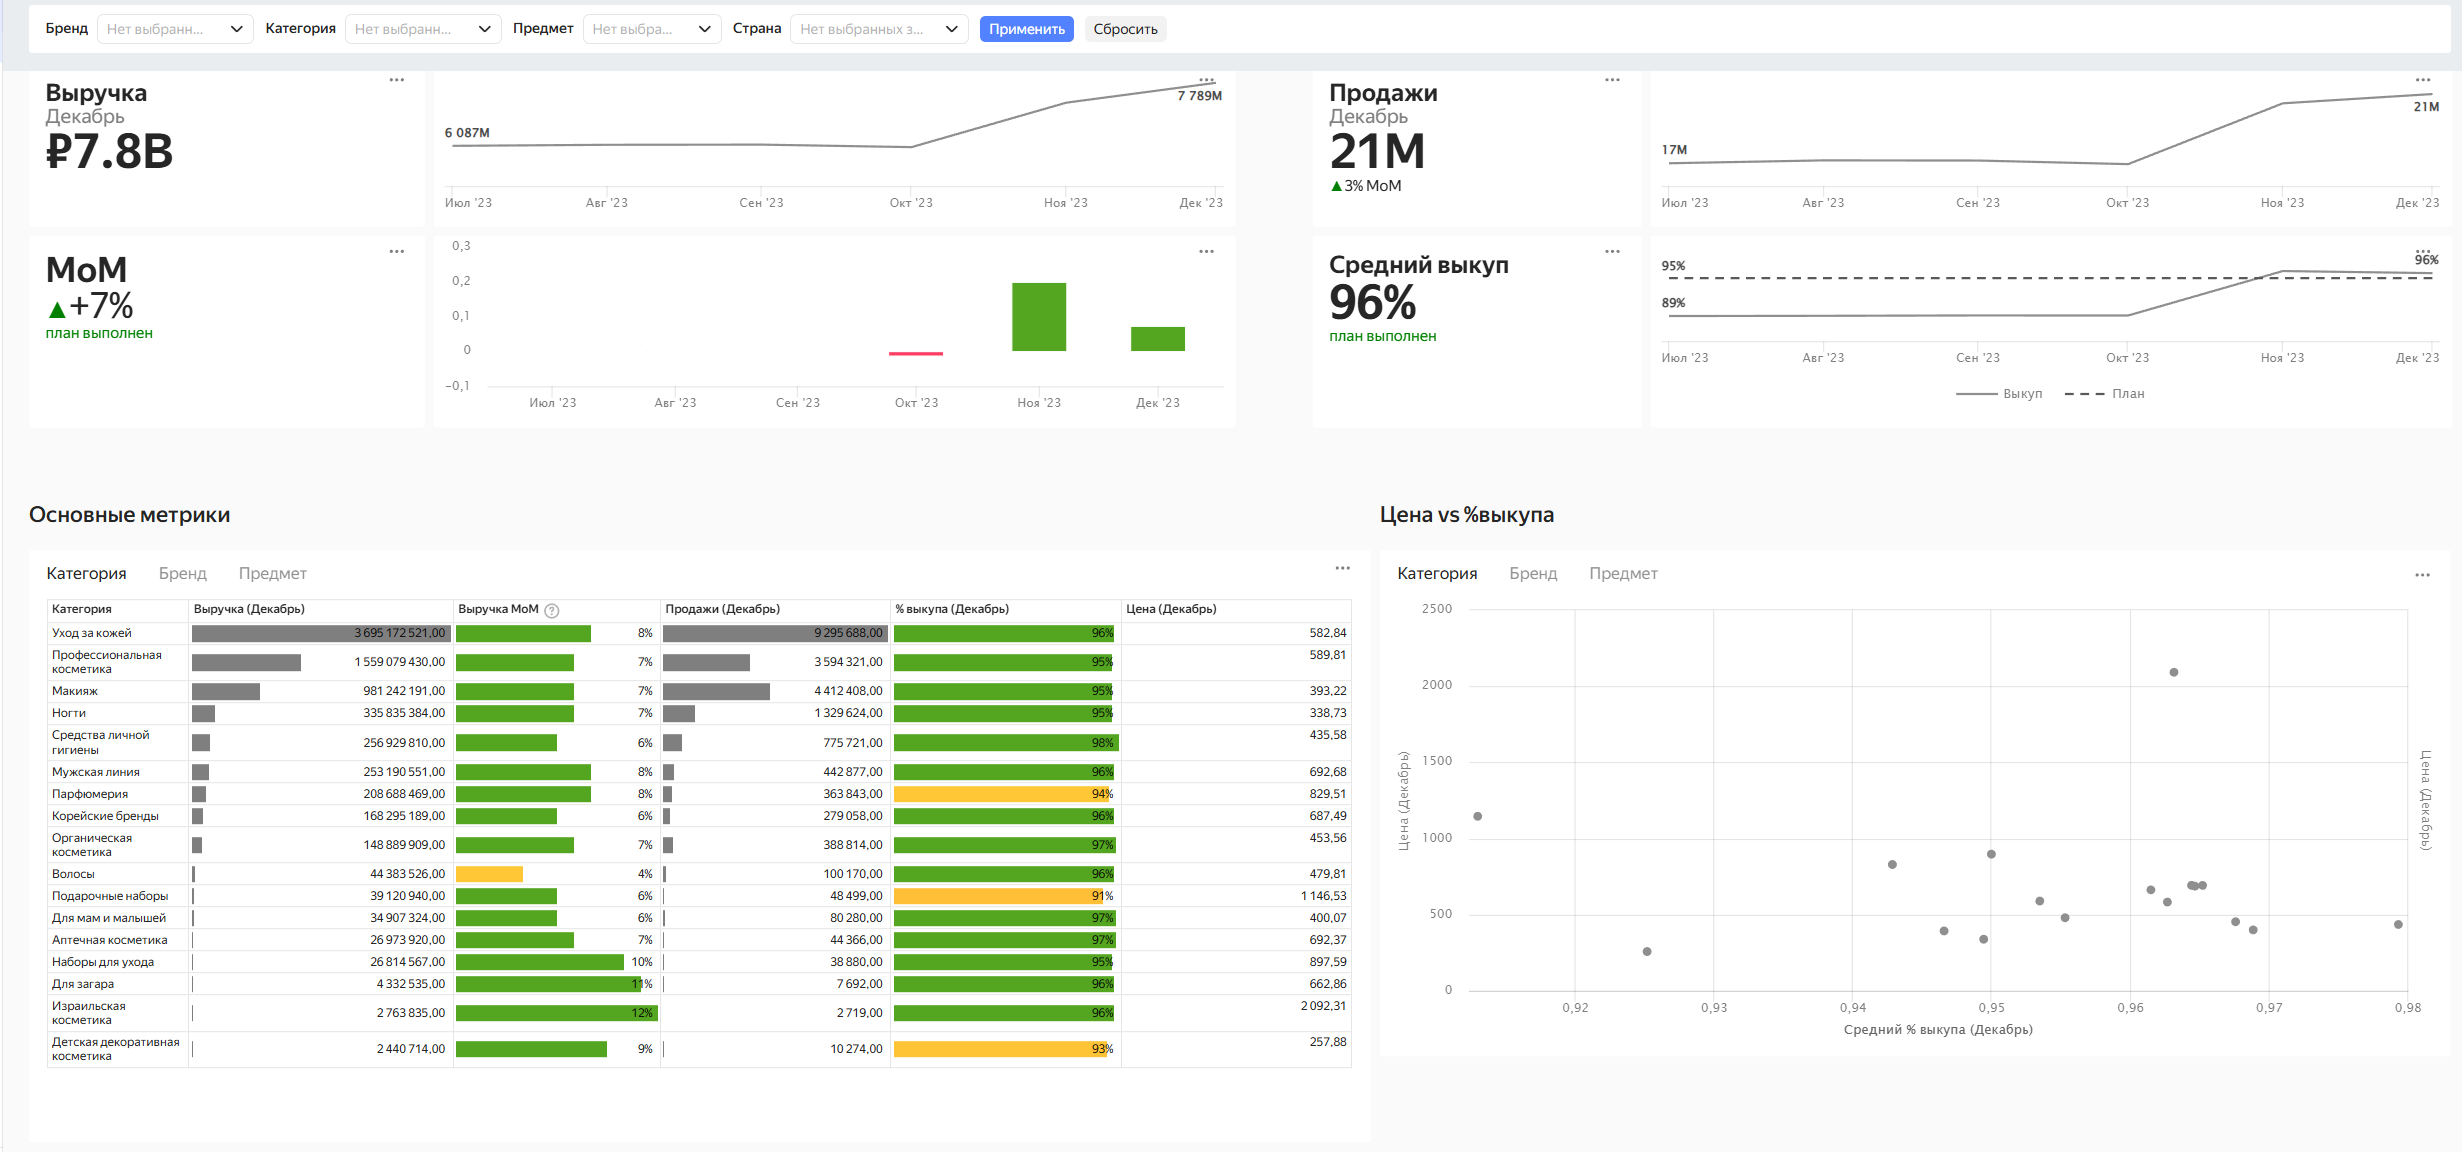 Бренд Нет выбранн... Категория Нет выбранн... Предмет Нет выбра... Страна Нет выбранных з... Применить Сбросить
Выручка
Декабрь
₽7.8B
6 087M
7 789M
Июл '23 Авг '23 Сен '23 Окт '23 Ноя '23 Дек '23
Продажи
Декабрь
21M
▲3% MoM
17M
21M
Июл '23 Авг '23 Сен '23 Окт '23 Ноя '23 Дек '23
MoM
▲+7%
план выполнен
0,3
0,2
0,1
0
−0,1
Июл '23 Авг '23 Сен '23 Окт '23 Ноя '23 Дек '23
Средний выкуп
96%
план выполнен
95%
96%
89%
Июл '23 Авг '23 Сен '23 Окт '23 Ноя '23 Дек '23
Выкуп План
Основные метрики
Категория Бренд Предмет
Категория Выручка (Декабрь) Выручка MoM ? Продажи (Декабрь) % выкупа (Декабрь) Цена (Декабрь)
Уход за кожей 3 695 172 521,00 8% 9 295 688,00 96% 582,84
Профессиональная
косметика 1 559 079 430,00 7% 3 594 321,00 95% 589,81
Макияж 981 242 191,00 7% 4 412 408,00 95% 393,22
Ногти 335 835 384,00 7% 1 329 624,00 95% 338,73
Средства личной
гигиены 256 929 810,00 6% 775 721,00 98% 435,58
Мужская линия 253 190 551,00 8% 442 877,00 96% 692,68
Парфюмерия 208 688 469,00 8% 363 843,00 94% 829,51
Корейские бренды 168 295 189,00 6% 279 058,00 96% 687,49
Органическая
косметика 148 889 909,00 7% 388 814,00 97% 453,56
Волосы 44 383 526,00 4% 100 170,00 96% 479,81
Подарочные наборы 39 120 940,00 6% 48 499,00 91% 1 146,53
Для мам и малышей 34 907 324,00 6% 80 280,00 97% 400,07
Аптечная косметика 26 973 920,00 7% 44 366,00 97% 692,37
Наборы для ухода 26 814 567,00 10% 38 880,00 95% 897,59
Для загара 4 332 535,00 11% 7 692,00 96% 662,86
Израильская
косметика 2 763 835,00 12% 2 719,00 96% 2 092,31
Детская декоративная
косметика 2 440 714,00 9% 10 274,00 93% 257,88
Цена vs %выкупа
Категория Бренд Предмет
2500
2000
1500
1000
500
0
Цена (Декабрь)
Цена (Декабрь)
0,92 0,93 0,94 0,95 0,96 0,97 0,98
Средний % выкупа (Декабрь)